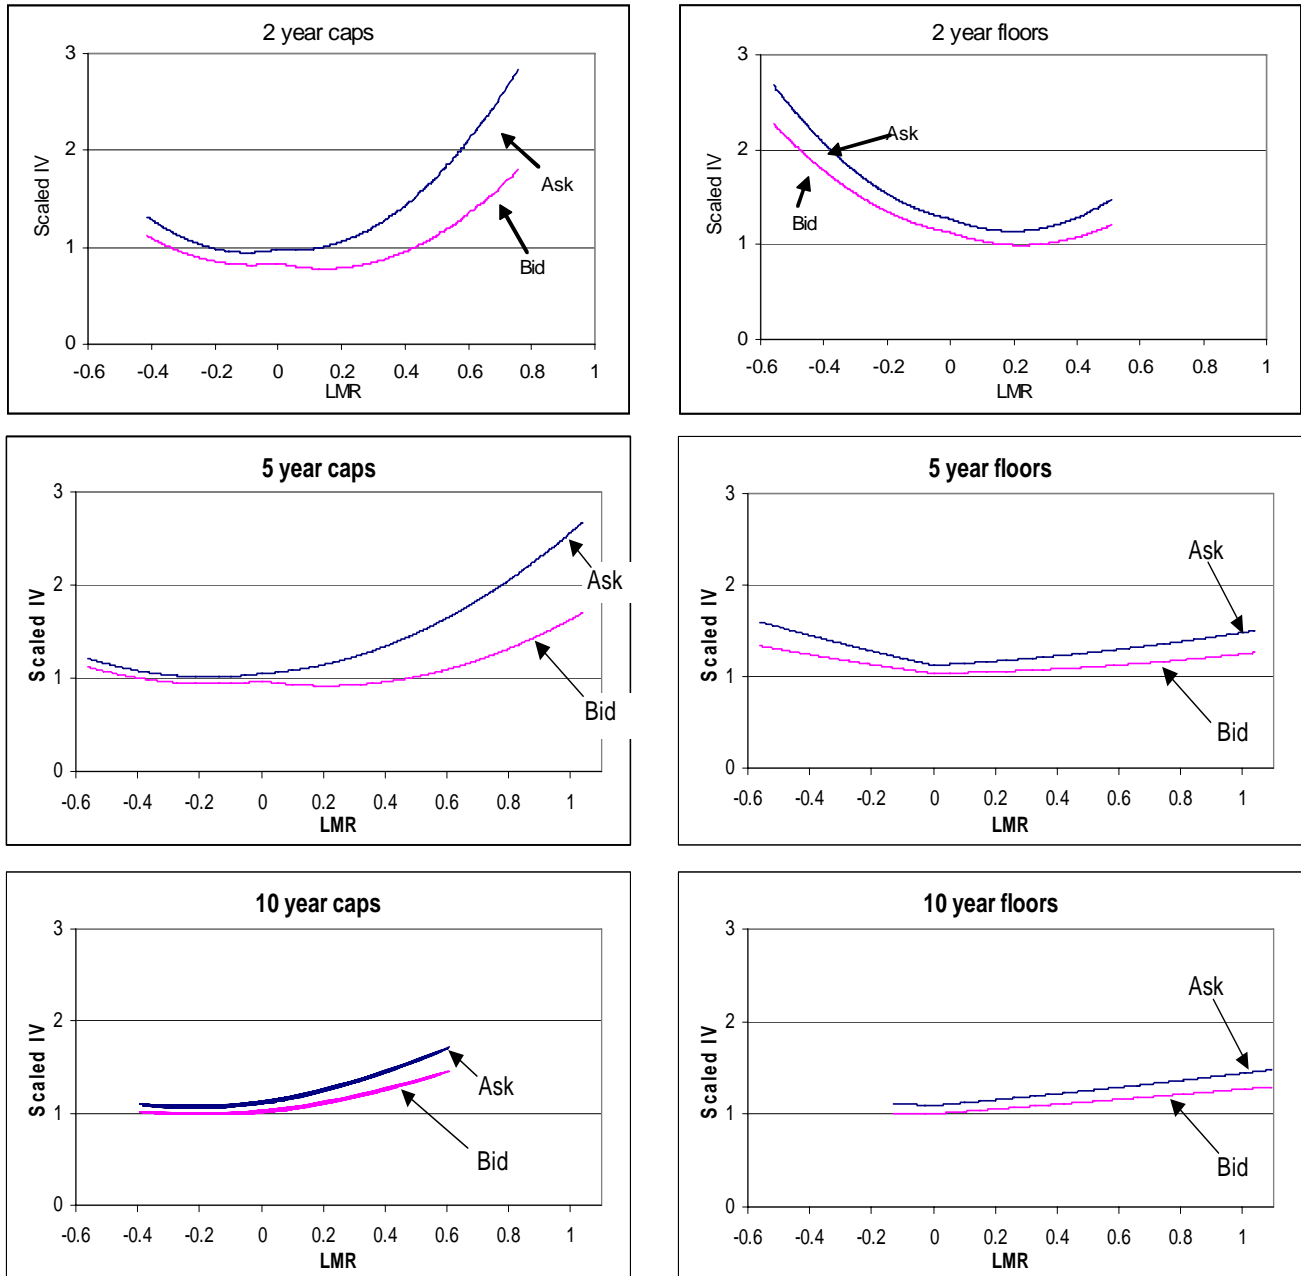 2 year caps
3
2
1
0
Scaled IV
Ask
Bid
-0.6 -0.4 -0.2 0 0.2 0.4 0.6 0.8 1
LMR
2 year floors
3
2
1
0
Scaled IV
Ask
Bid
-0.6 -0.4 -0.2 0 0.2 0.4 0.6 0.8 1
LMR
5 year caps
3
2
1
0
Scaled IV
Ask
Bid
-0.6 -0.4 -0.2 0 0.2 0.4 0.6 0.8 1
LMR
5 year floors
3
2
1
0
Scaled IV
Ask
Bid
-0.6 -0.4 -0.2 0 0.2 0.4 0.6 0.8 1
LMR
10 year caps
3
2
1
0
Scaled IV
Ask
Bid
-0.6 -0.4 -0.2 0 0.2 0.4 0.6 0.8 1
LMR
10 year floors
3
2
1
0
Scaled IV
Ask
Bid
-0.6 -0.4 -0.2 0 0.2 0.4 0.6 0.8 1
LMR